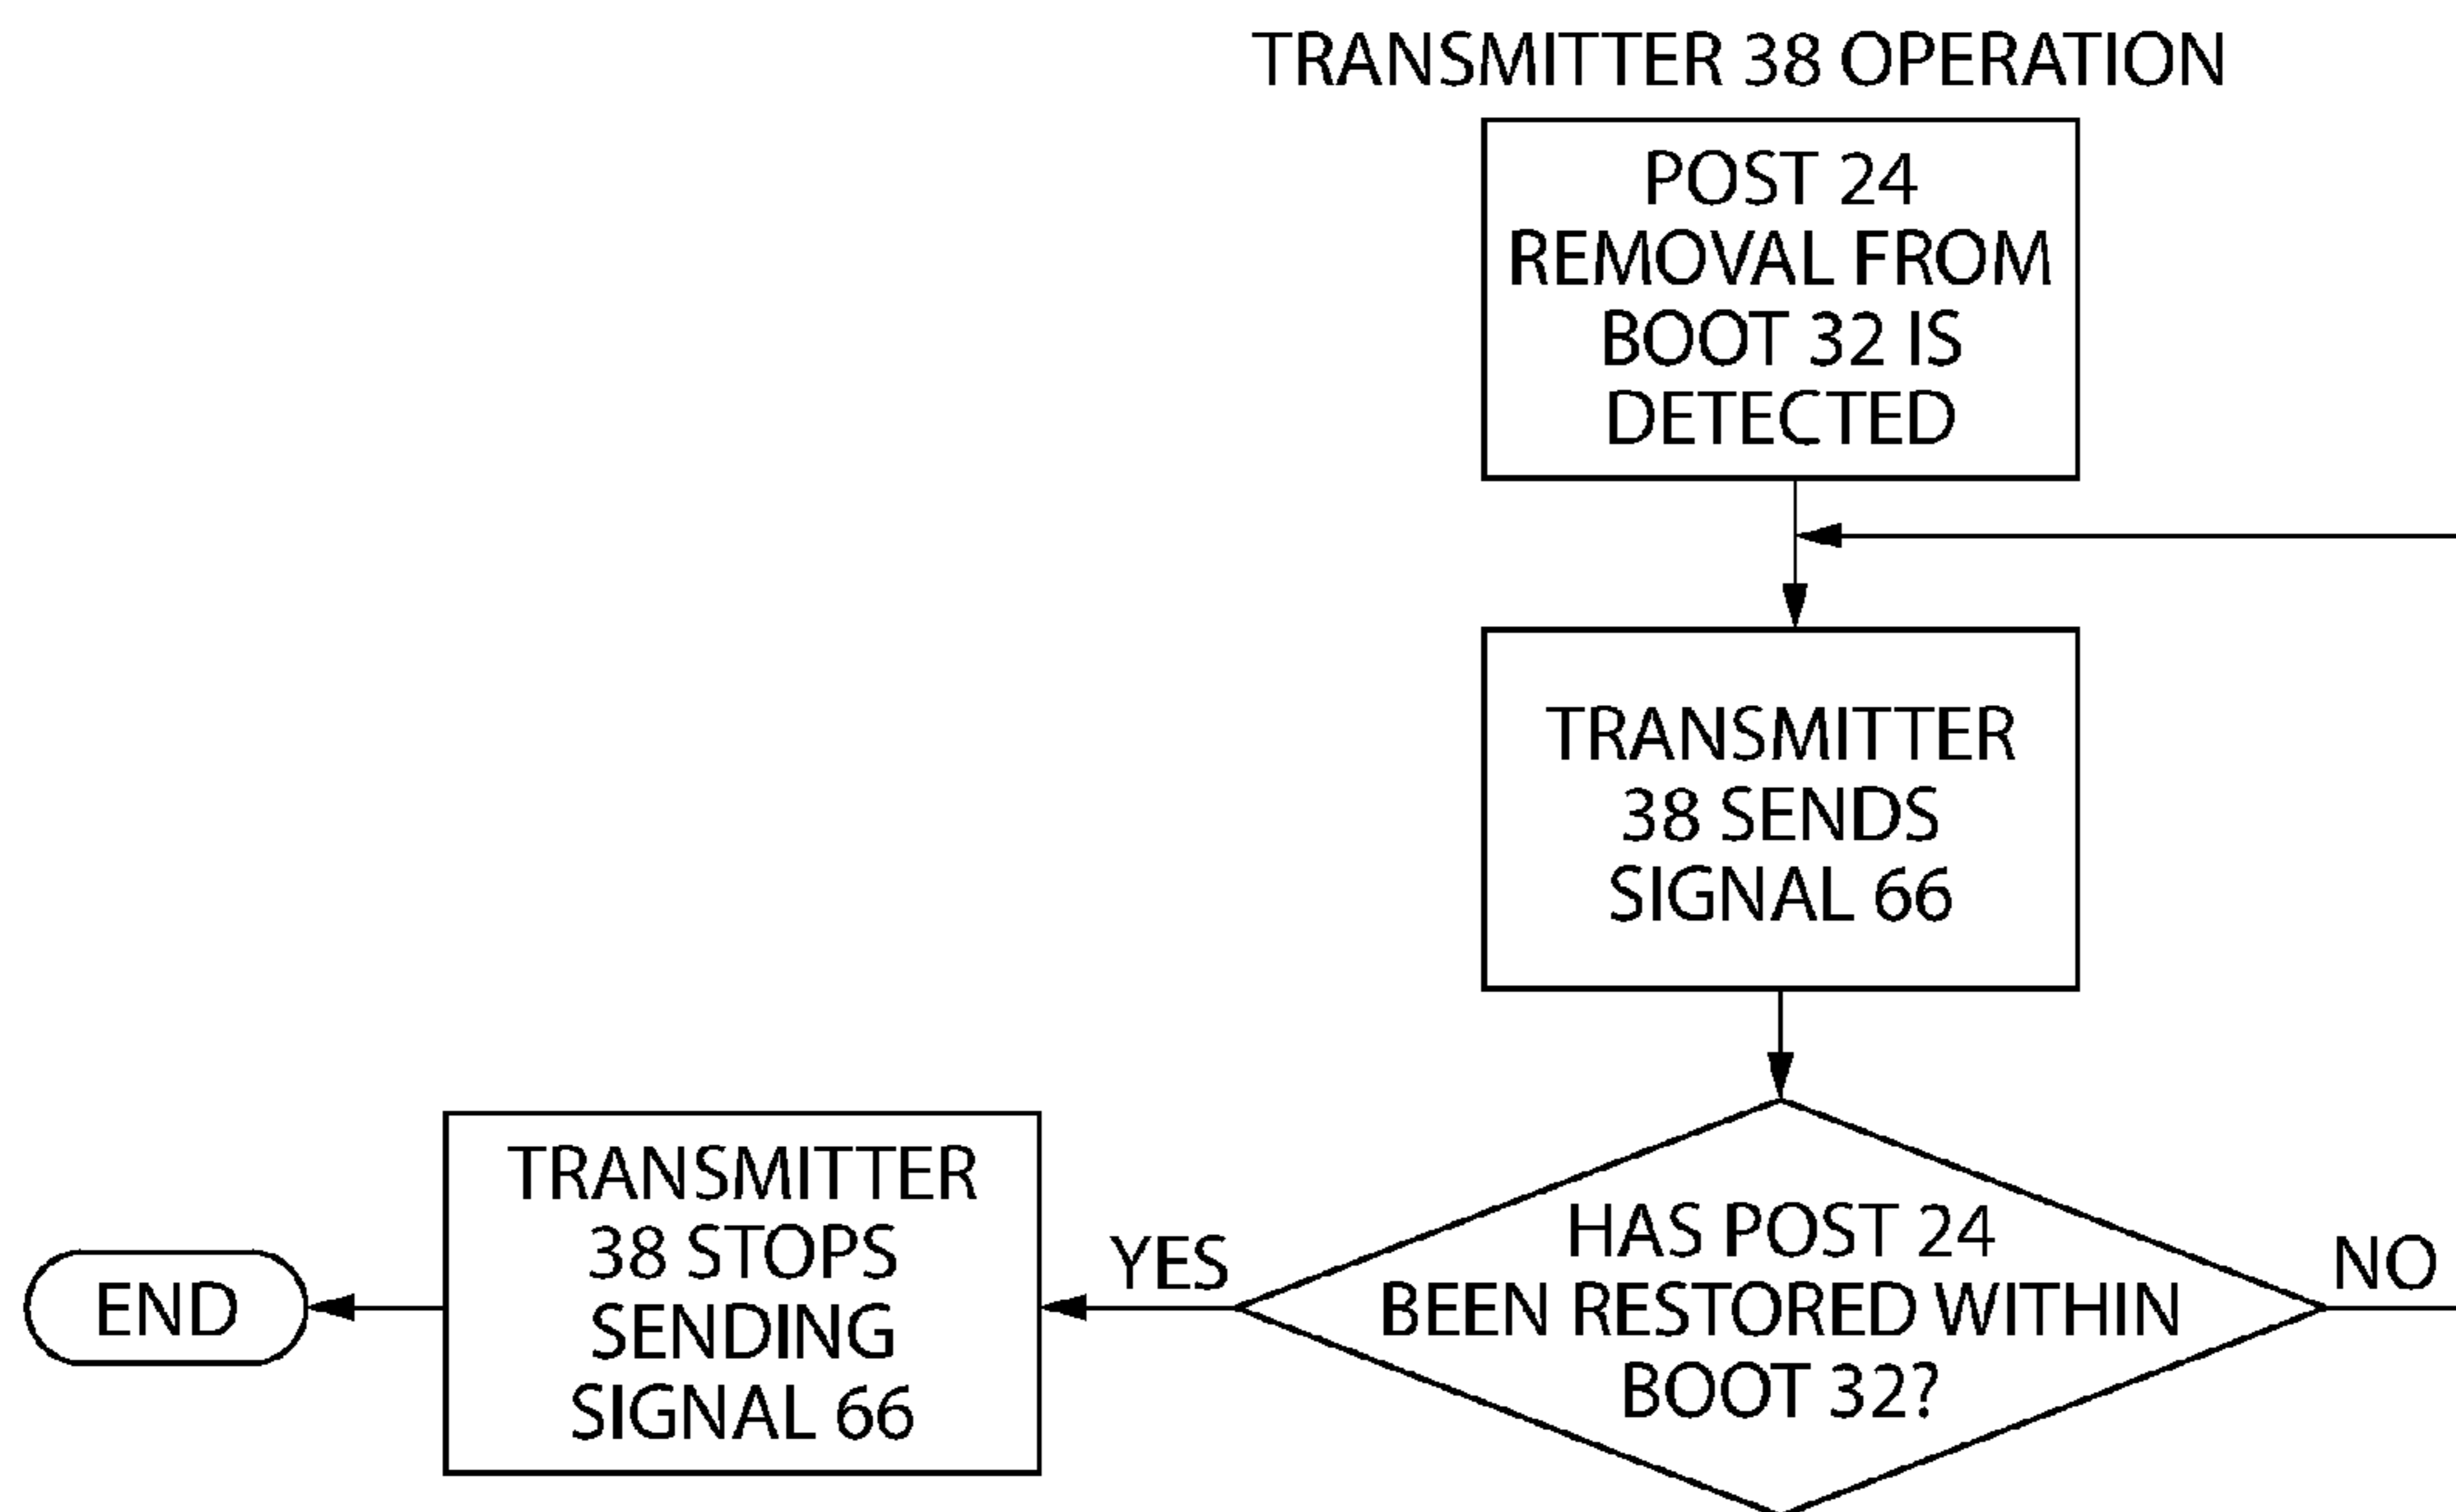 TRANSMITTER 38 OPERATION
POST 24
REMOVAL FROM
BOOT 32 IS
DETECTED
TRANSMITTER
38 SENDS
SIGNAL 66
HAS POST 24
BEEN RESTORED WITHIN
BOOT 32?
NO
YES
TRANSMITTER
38 STOPS
SENDING
SIGNAL 66
END